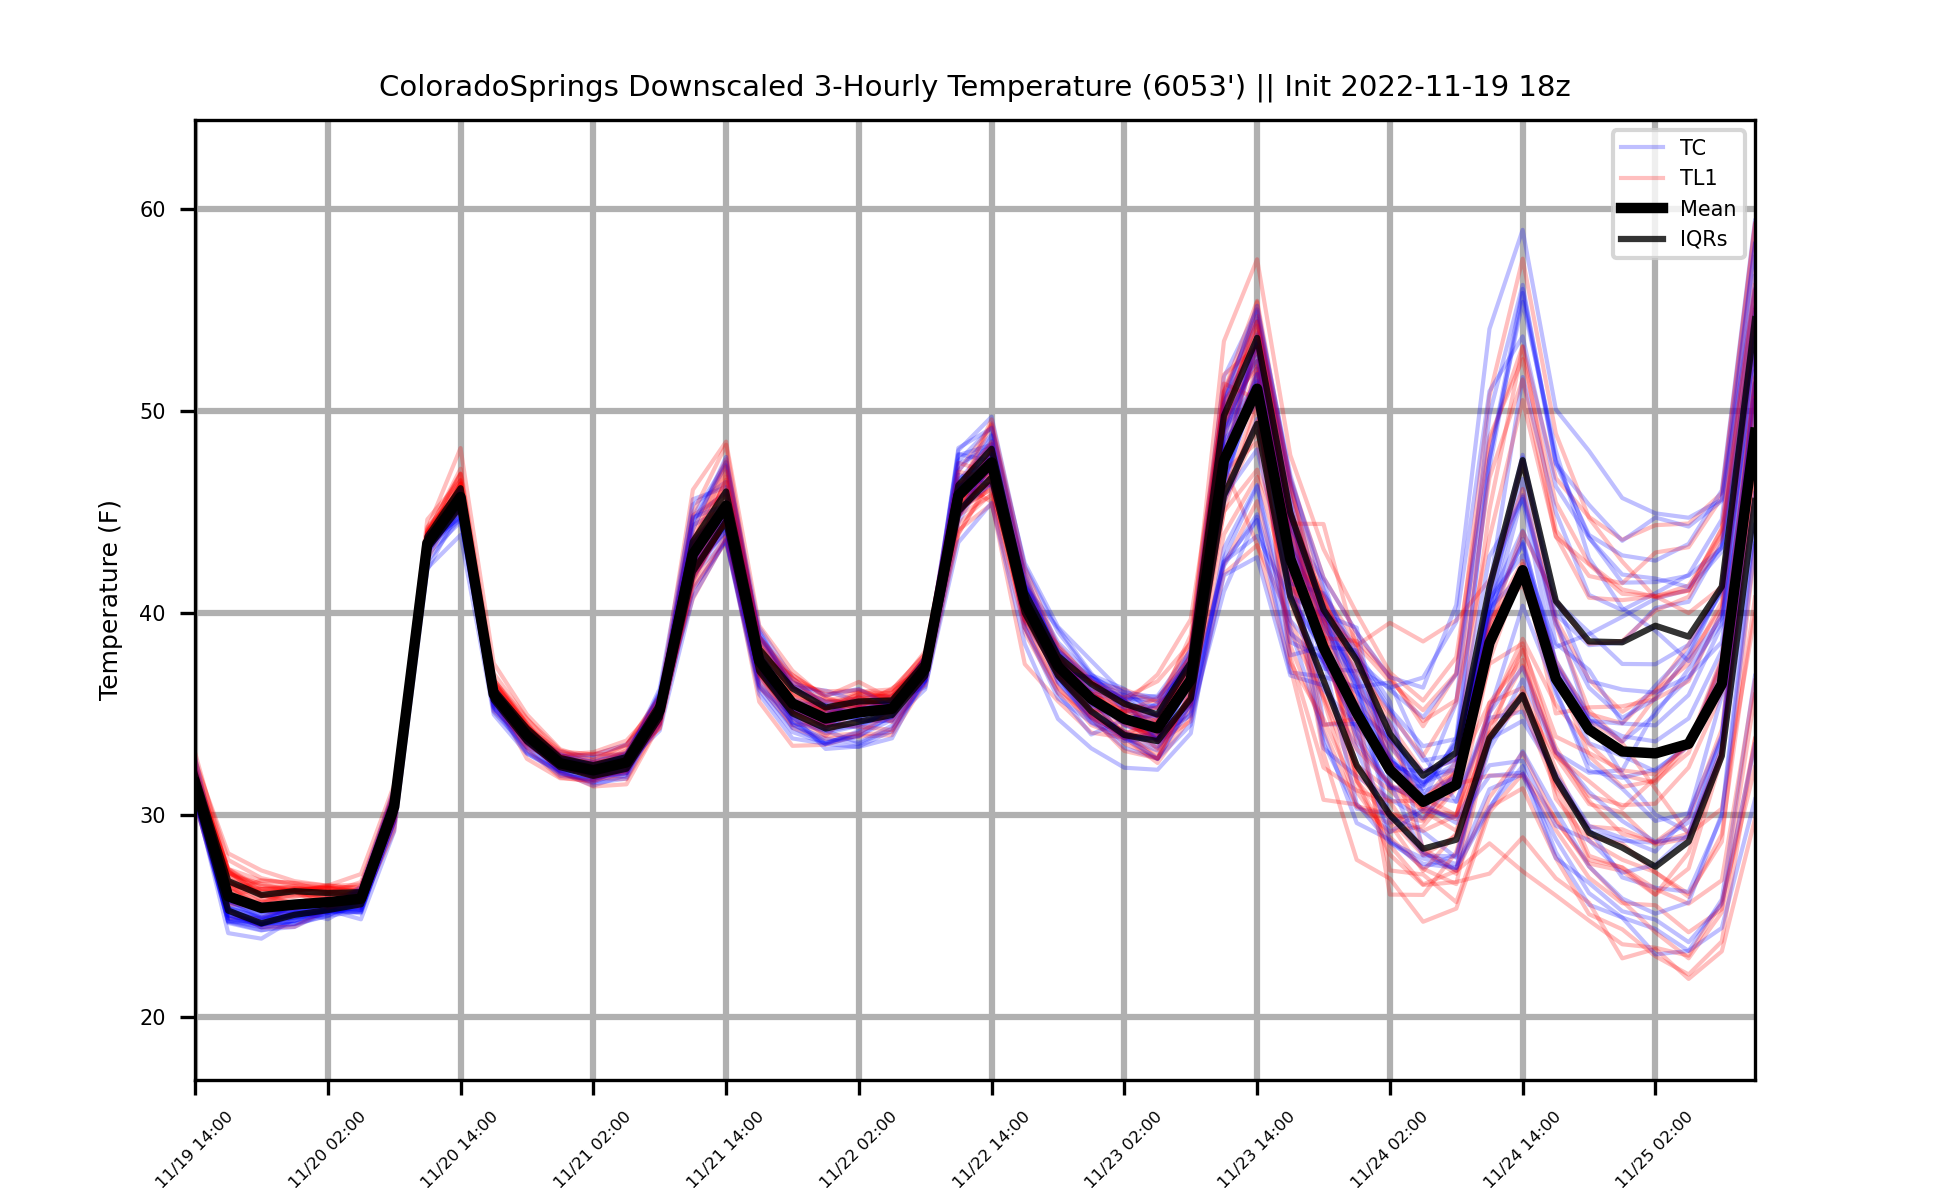 ColoradoSprings Downscaled 3-Hourly Temperature (6053') || Init 2022-11-19 18z
TC
TL1
Mean
IQRs
Temperature (F)
60
50
40
30
20
11/19 14:00
11/20 02:00
11/20 14:00
11/21 02:00
11/21 14:00
11/22 02:00
11/22 14:00
11/23 02:00
11/23 14:00
11/24 02:00
11/24 14:00
11/25 02:00